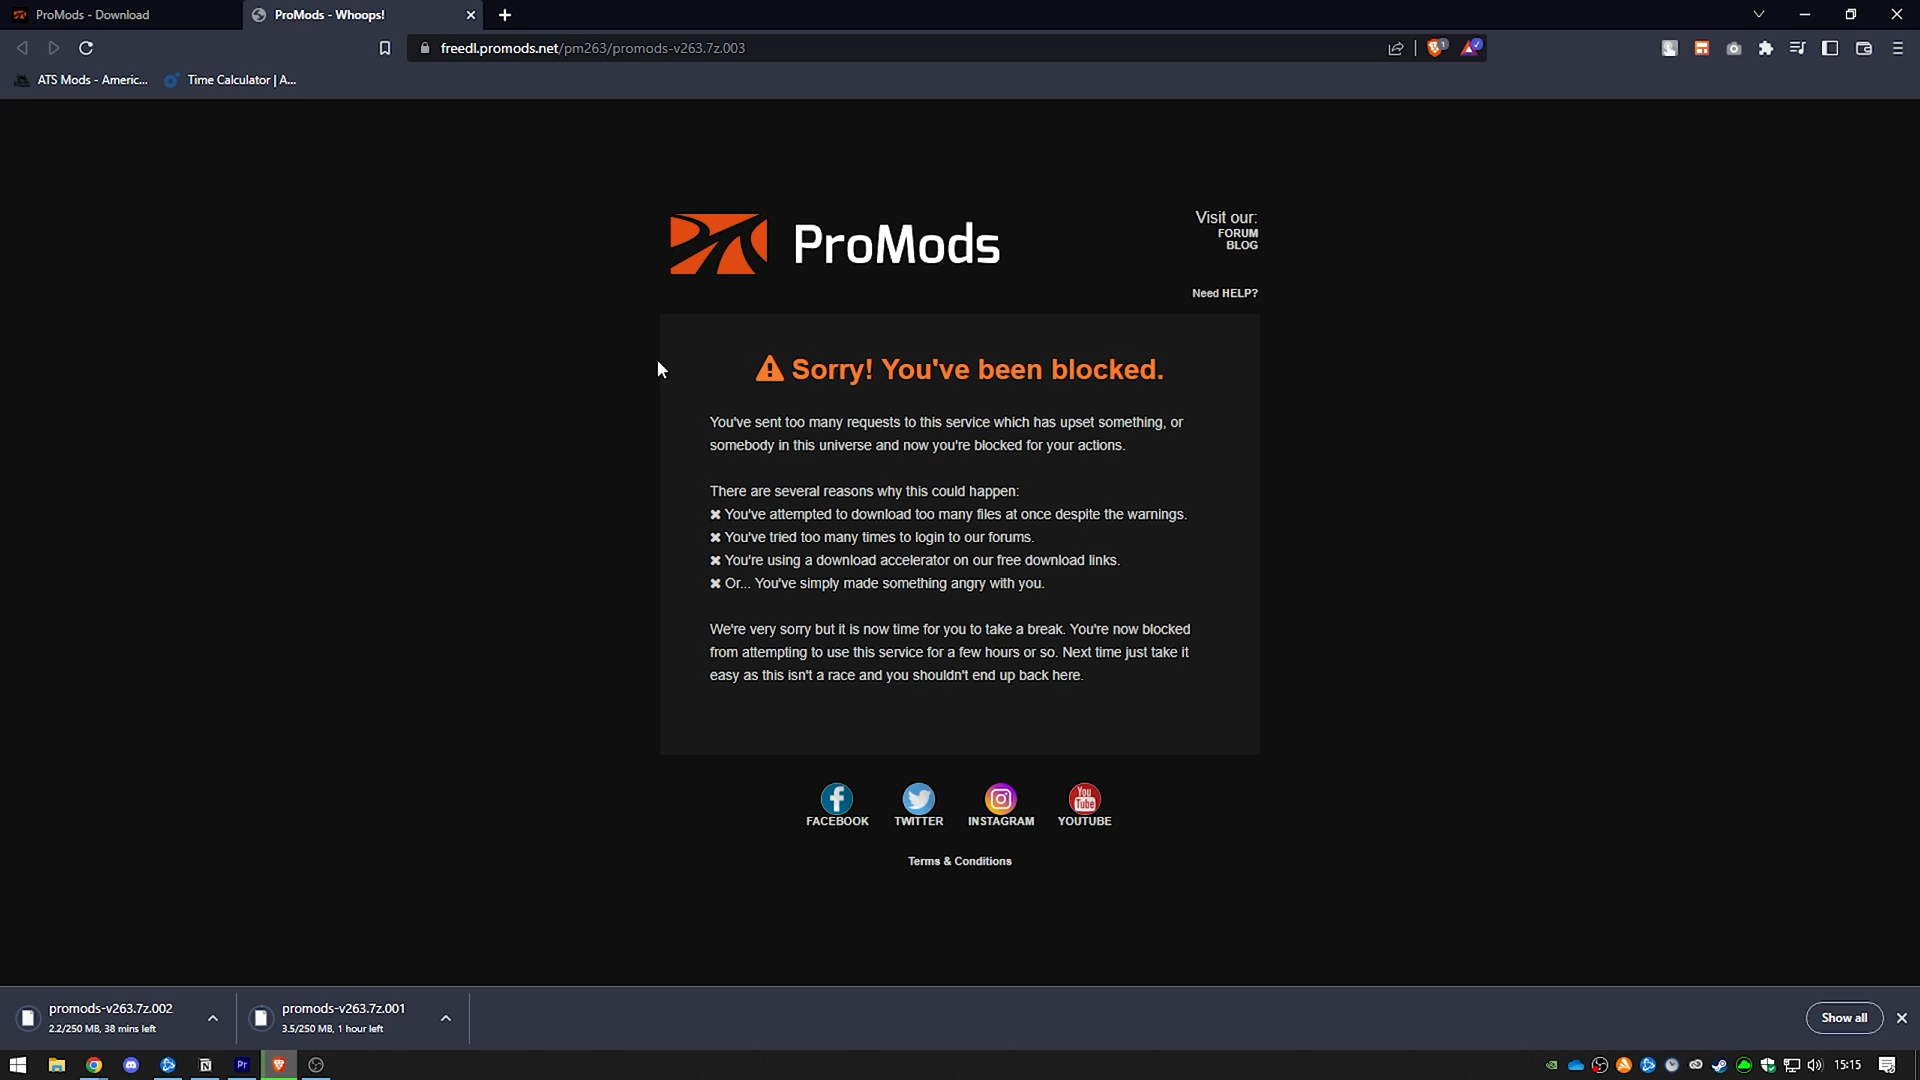 ProMods - Download
ProMods - Whoops!
freedl.promods.net/pm263/promods-v263.7z.003
1
ATS Mods - Americ...
Time Calculator | A...
ProMods
Visit our:
FORUM
BLOG
Need HELP?
Sorry! You've been blocked.
You've sent too many requests to this service which has upset something, or
somebody in this universe and now you're blocked for your actions.
There are several reasons why this could happen:
✖ You've attempted to download too many files at once despite the warnings.
✖ You've tried too many times to login to our forums.
✖ You're using a download accelerator on our free download links.
✖ Or... You've simply made something angry with you.
We're very sorry but it is now time for you to take a break. You're now blocked
from attempting to use this service for a few hours or so. Next time just take it
easy as this isn't a race and you shouldn't end up back here.
You
Tube
FACEBOOK
TWITTER
INSTAGRAM
YOUTUBE
Terms & Conditions
promods-v263.7z.002
2.2/250 MB, 38 mins left
promods-v263.7z.001
3.5/250 MB, 1 hour left
Show all
Pr
15:15